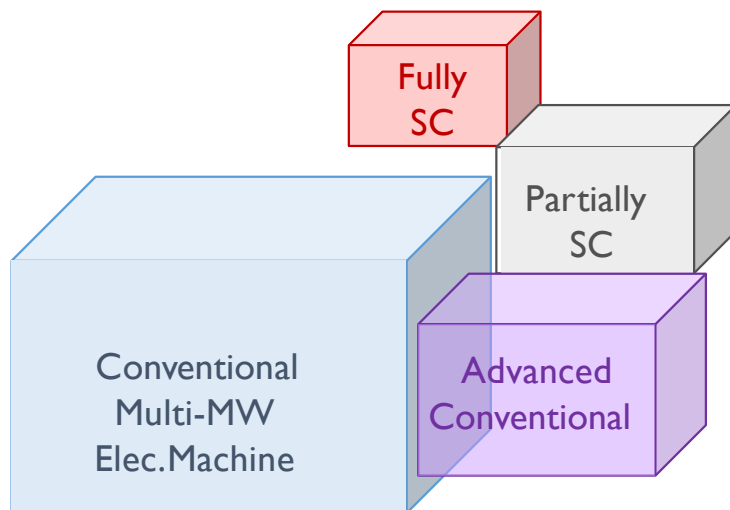 Fully
SC
Partially
SC
Conventional
Multi-MW
Elec.Machine
Advanced
Conventional